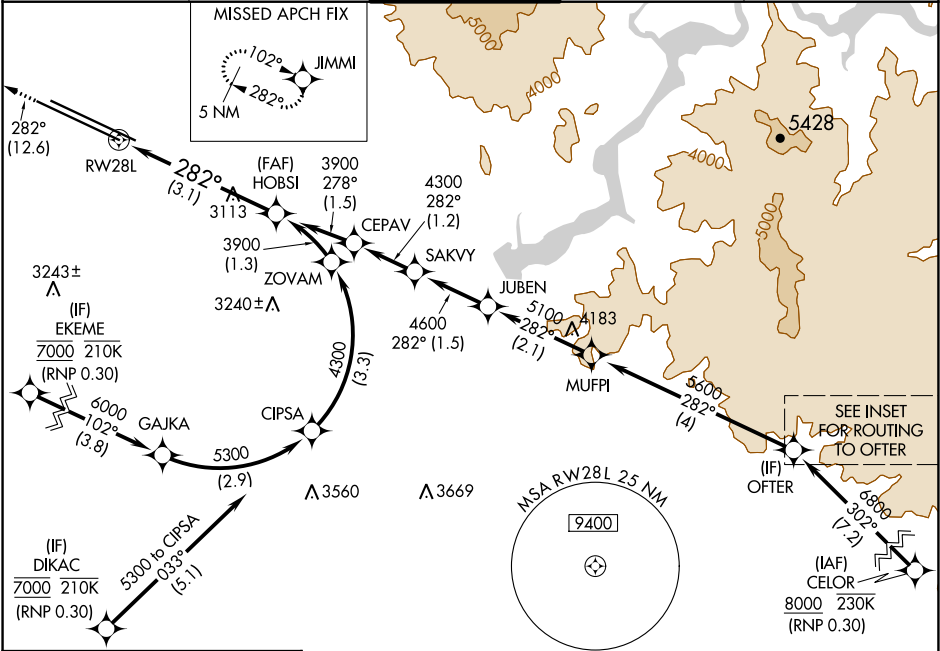 MISSED APCH FIX
102°
JIMMI
282°
5 NM
5000
4000
5428
4000
5000
282°
(12.6)
RW28L
282°
(3.1)
3113
(FAF)
HOBSI
3900
278°
(1.5)
CEPAV
4300
282°
(1.2)
SAKVY
3900
(1.3)
ZOVAM
JUBEN
4600
282° (1.5)
5100
282°
(2.1)
4183
MUFPI
3243±
3240±
(IF)
EKEME
7000 210K
(RNP 0.30)
6000
102°
(3.8)
GAJKA
5300
(2.9)
CIPSA
4300
(3.3)
5600
282°
(4)
SEE INSET
FOR ROUTING
TO OFTER
(IF)
OFTER
3560
3669
MSA RW28L 25 NM
9400
6800
302°
(7.2)
(IAF)
CELOR
8000 230K
(RNP 0.30)
(IF)
DIKAC
7000 210K
(RNP 0.30)
5300 to CIPSA
033°
(5.1)